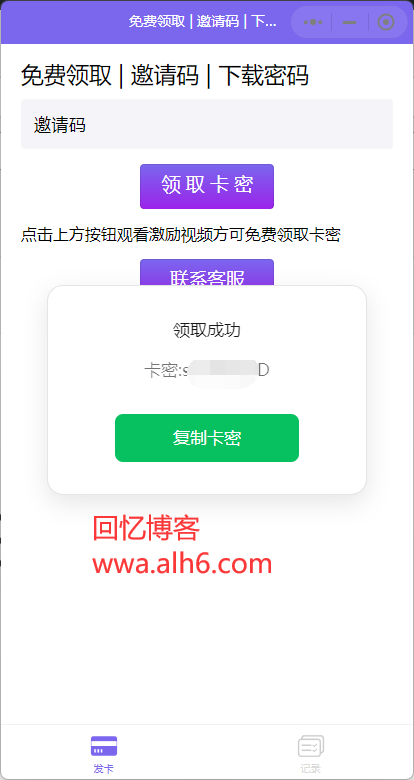 免费领取 | 邀请码 | 下...
免费领取 | 邀请码 | 下载密码
邀请码
领取卡密
点击上方按钮观看激励视频方可免费领取卡密
联系客服
领取成功
卡密:s D
复制卡密
回忆博客
wwa.alh6.com
发卡
记录